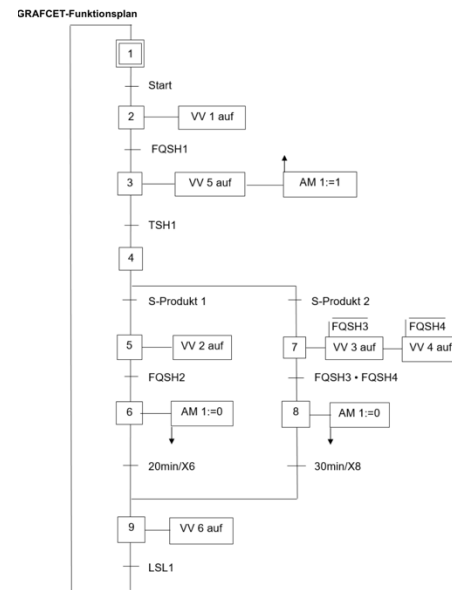 GRAFCET-Funktionsplan
1
Start
2 VV 1 auf
FQSH1
3 VV 5 auf AM 1:=1
TSH1
4
S-Produkt 1 S-Produkt 2
F̅Q̅S̅H̅3̅ F̅Q̅S̅H̅4̅
5 VV 2 auf 7 VV 3 auf VV 4 auf
FQSH2 FQSH3 • FQSH4
6 AM 1:=0 8 AM 1:=0
20min/X6 30min/X8
9 VV 6 auf
LSL1